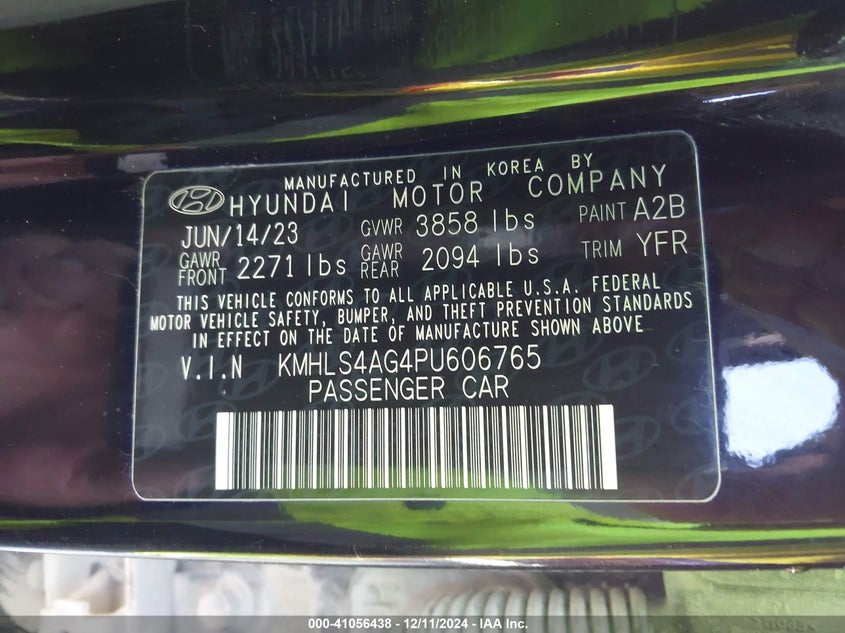 MANUFACTURED IN KOREA BY
HYUNDAI MOTOR COMPANY
JUN/14/23 GVWR 3858 lbs PAINT A2B
GAWR FRONT 2271 lbs GAWR REAR 2094 lbs TRIM YFR
THIS VEHICLE CONFORMS TO ALL APPLICABLE U.S.A. FEDERAL
MOTOR VEHICLE SAFETY, BUMPER, AND THEFT PREVENTION STANDARDS
IN EFFECT ON THE DATE OF MANUFACTURE SHOWN ABOVE
V.I.N KMHLS4AG4PU606765
PASSENGER CAR
000-41056438 - 12/11/2024 - IAA Inc.